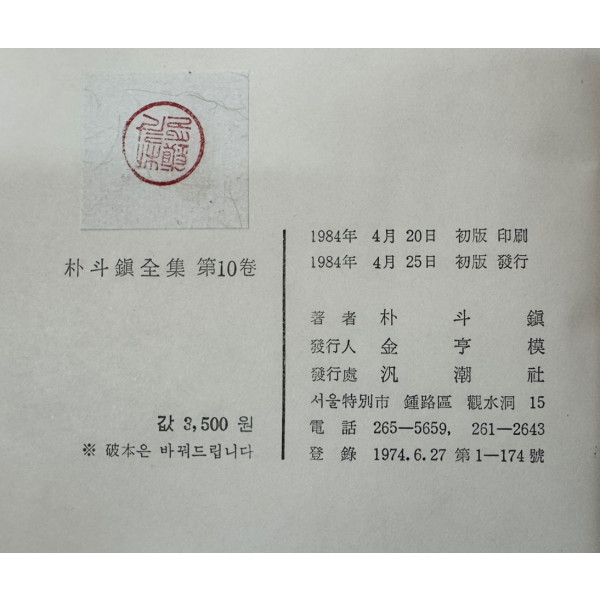 朴斗鎭全集 第10卷
값 3,500 원
※ 破本은 바꿔드립니다
1984年 4月 20日 初版 印刷
1984年 4月 25日 初版 發行
著者 朴斗鎭
發行人 金亨模
發行處 汎潮社
서울特別市 鍾路區 觀水洞 15
電話 265—5659, 261—2643
登錄 1974.6.27 第1—174號